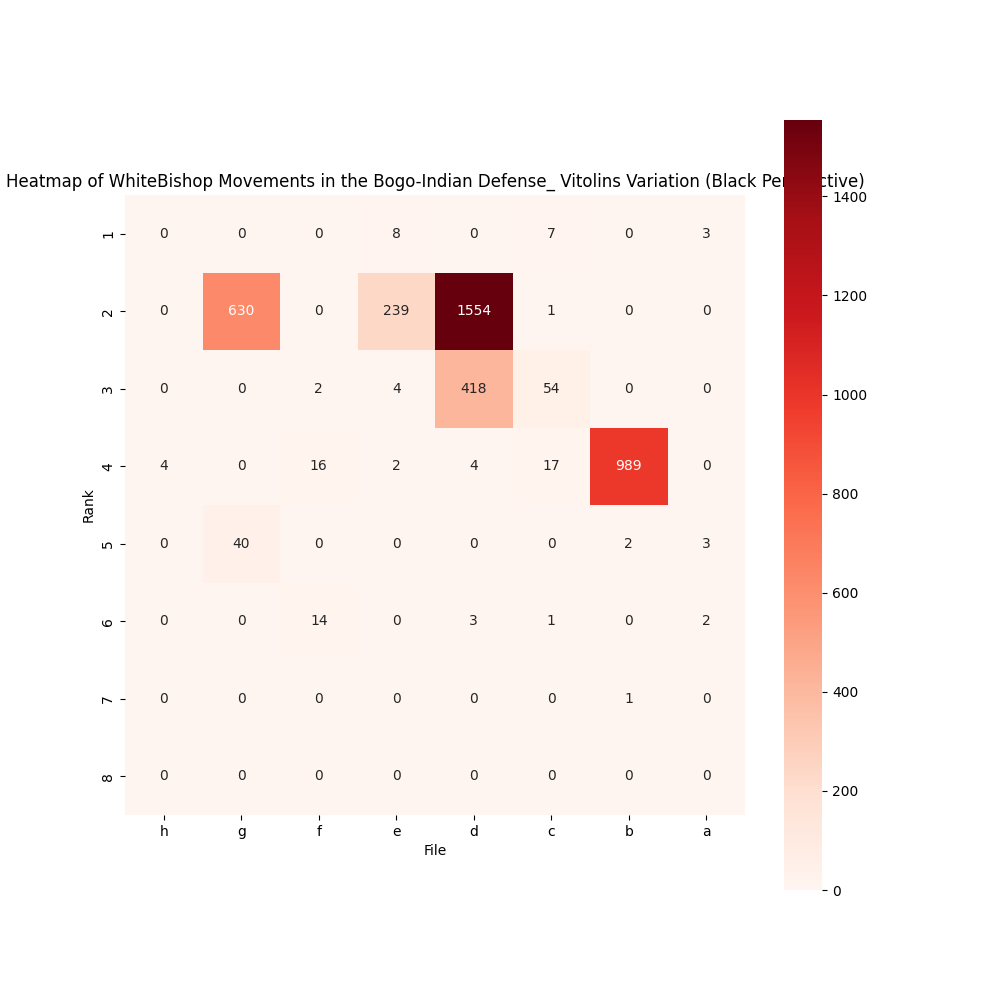 Heatmap of WhiteBishop Movements in the Bogo-Indian Defense_ Vitolins Variation (Black Pe ctive)
1 0 0 0 8 0 7 0 3
2 0 630 0 239 1554 1 0 0
3 0 0 2 4 418 54 0 0
4 4 0 16 2 4 17 989 0
5 0 40 0 0 0 0 2 3
6 0 0 14 0 3 1 0 2
7 0 0 0 0 0 0 1 0
8 0 0 0 0 0 0 0 0
Rank
h g f e d c b a
File
1400
1200
1000
800
600
400
200
0